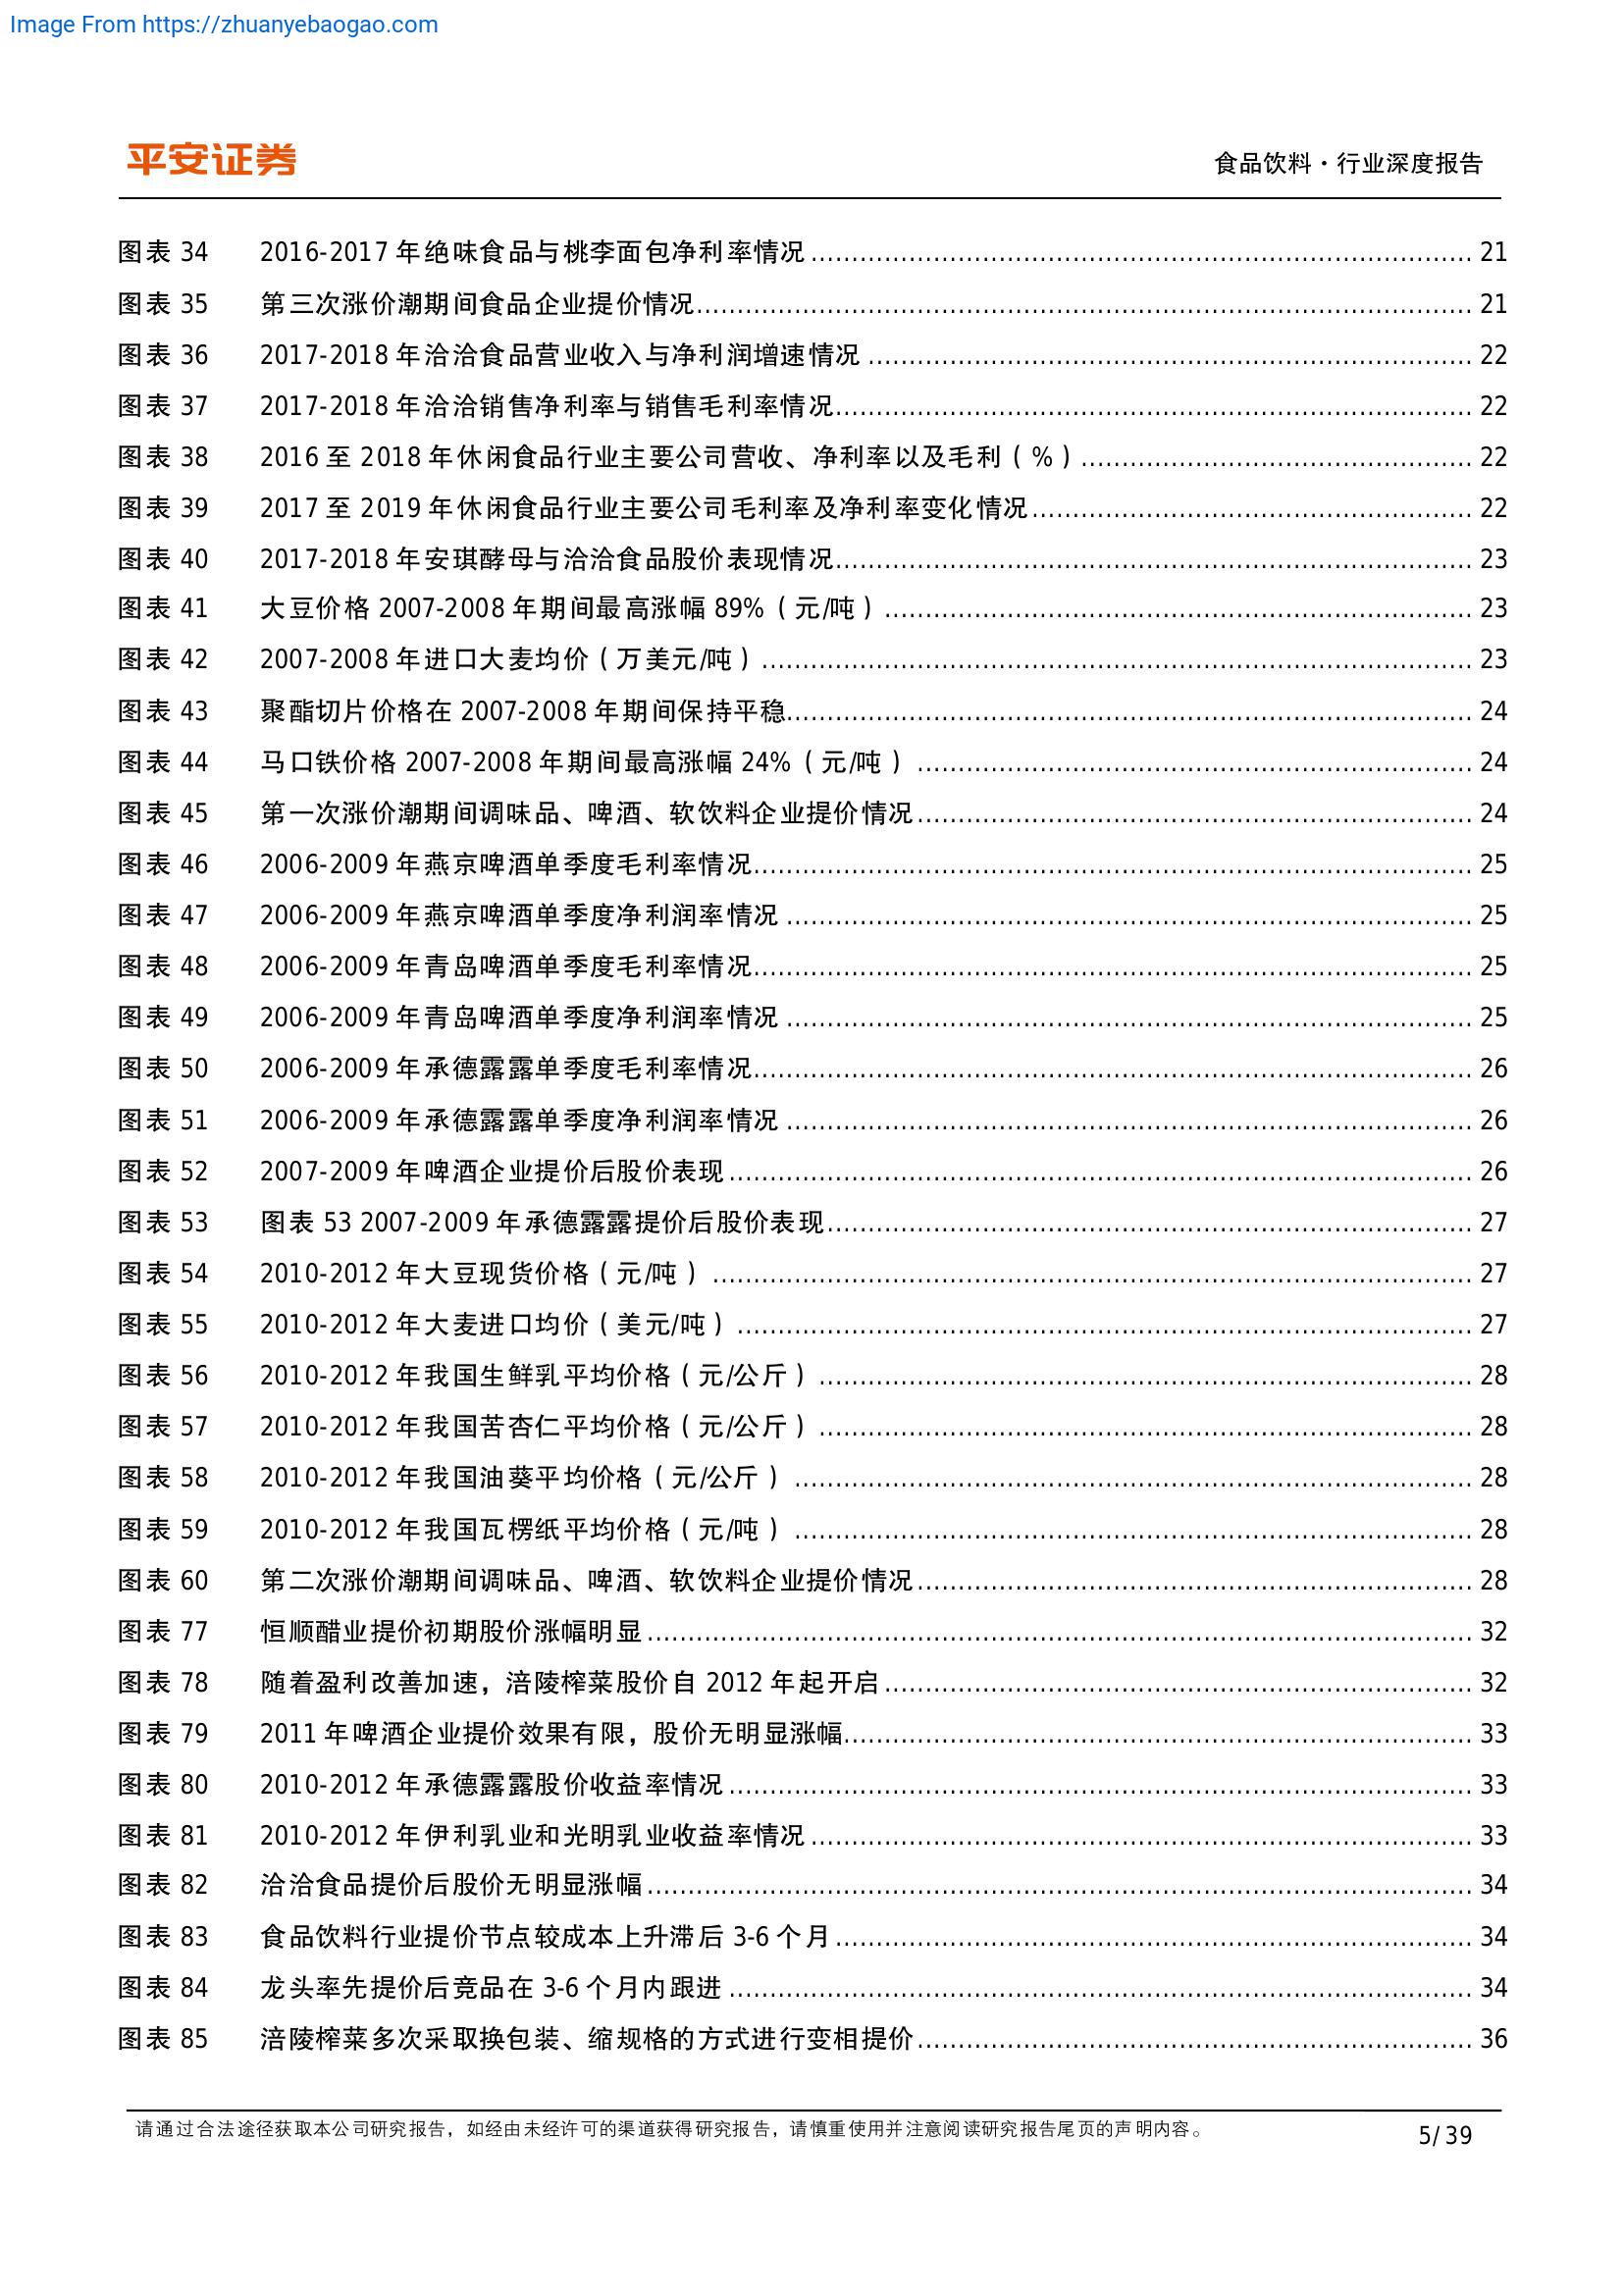 Image From https://zhuanyebaogao.com
平安证券
食品饮料·行业深度报告
图表 34 2016-2017 年绝味食品与桃李面包净利率情况 21
图表 35 第三次涨价潮期间食品企业提价情况 21
图表 36 2017-2018 年洽洽食品营业收入与净利润增速情况 22
图表 37 2017-2018 年洽洽销售净利率与销售毛利率情况 22
图表 38 2016 至 2018 年休闲食品行业主要公司营收、净利率以及毛利（%） 22
图表 39 2017 至 2019 年休闲食品行业主要公司毛利率及净利率变化情况 22
图表 40 2017-2018 年安琪酵母与洽洽食品股价表现情况 23
图表 41 大豆价格 2007-2008 年期间最高涨幅 89%（元/吨） 23
图表 42 2007-2008 年进口大麦均价（万美元/吨） 23
图表 43 聚酯切片价格在 2007-2008 年期间保持平稳 24
图表 44 马口铁价格 2007-2008 年期间最高涨幅 24%（元/吨） 24
图表 45 第一次涨价潮期间调味品、啤酒、软饮料企业提价情况 24
图表 46 2006-2009 年燕京啤酒单季度毛利率情况 25
图表 47 2006-2009 年燕京啤酒单季度净利润率情况 25
图表 48 2006-2009 年青岛啤酒单季度毛利率情况 25
图表 49 2006-2009 年青岛啤酒单季度净利润率情况 25
图表 50 2006-2009 年承德露露单季度毛利率情况 26
图表 51 2006-2009 年承德露露单季度净利润率情况 26
图表 52 2007-2009 年啤酒企业提价后股价表现 26
图表 53 图表 53 2007-2009 年承德露露提价后股价表现 27
图表 54 2010-2012 年大豆现货价格（元/吨） 27
图表 55 2010-2012 年大麦进口均价（美元/吨） 27
图表 56 2010-2012 年我国生鲜乳平均价格（元/公斤） 28
图表 57 2010-2012 年我国苦杏仁平均价格（元/公斤） 28
图表 58 2010-2012 年我国油葵平均价格（元/公斤） 28
图表 59 2010-2012 年我国瓦楞纸平均价格（元/吨） 28
图表 60 第二次涨价潮期间调味品、啤酒、软饮料企业提价情况 28
图表 77 恒顺醋业提价初期股价涨幅明显 32
图表 78 随着盈利改善加速，涪陵榨菜股价自 2012 年起开启 32
图表 79 2011 年啤酒企业提价效果有限，股价无明显涨幅 33
图表 80 2010-2012 年承德露露股价收益率情况 33
图表 81 2010-2012 年伊利乳业和光明乳业收益率情况 33
图表 82 洽洽食品提价后股价无明显涨幅 34
图表 83 食品饮料行业提价节点较成本上升滞后 3-6 个月 34
图表 84 龙头率先提价后竞品在 3-6 个月内跟进 34
图表 85 涪陵榨菜多次采取换包装、缩规格的方式进行变相提价 36
请通过合法途径获取本公司研究报告，如经由未经许可的渠道获得研究报告，请慎重使用并注意阅读研究报告尾页的声明内容。
5/ 39